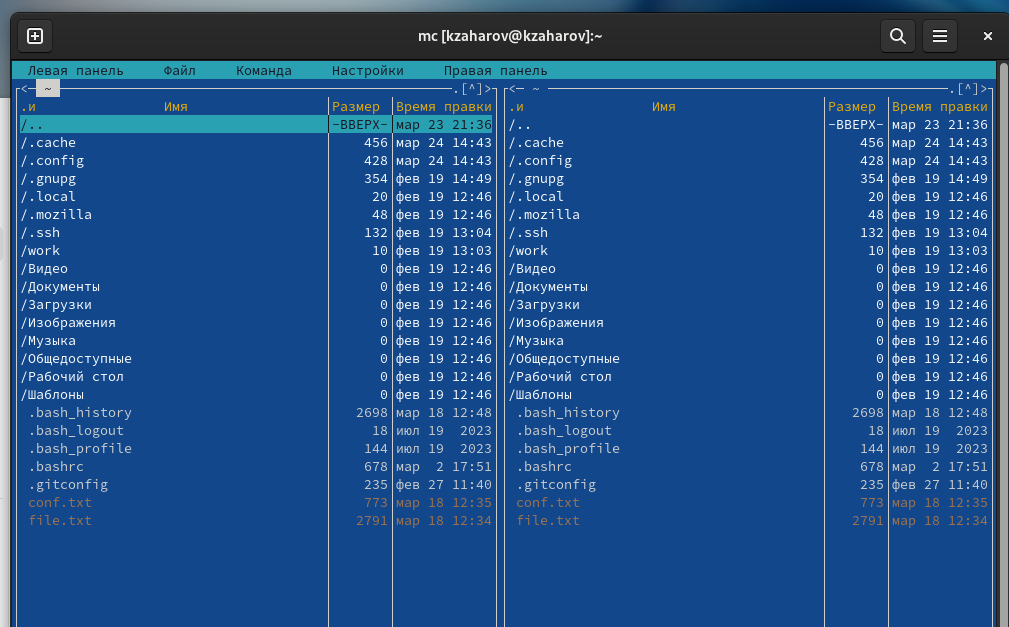 mc [kzaharov@kzaharov]:~
Левая панель Файл Команда Настройки Правая панель
<- ~ .[^]> <- ~ .[^]>
.и Имя Размер Время правки .и Имя Размер Время правки
/.. -ВВЕРХ- мар 23 21:36 /.. -ВВЕРХ- мар 23 21:36
/.cache 456 мар 24 14:43 /.cache 456 мар 24 14:43
/.config 428 мар 24 14:43 /.config 428 мар 24 14:43
/.gnupg 354 фев 19 14:49 /.gnupg 354 фев 19 14:49
/.local 20 фев 19 12:46 /.local 20 фев 19 12:46
/.mozilla 48 фев 19 12:46 /.mozilla 48 фев 19 12:46
/.ssh 132 фев 19 13:04 /.ssh 132 фев 19 13:04
/work 10 фев 19 13:03 /work 10 фев 19 13:03
/Видео 0 фев 19 12:46 /Видео 0 фев 19 12:46
/Документы 0 фев 19 12:46 /Документы 0 фев 19 12:46
/Загрузки 0 фев 19 12:46 /Загрузки 0 фев 19 12:46
/Изображения 0 фев 19 12:46 /Изображения 0 фев 19 12:46
/Музыка 0 фев 19 12:46 /Музыка 0 фев 19 12:46
/Общедоступные 0 фев 19 12:46 /Общедоступные 0 фев 19 12:46
/Рабочий стол 0 фев 19 12:46 /Рабочий стол 0 фев 19 12:46
/Шаблоны 0 фев 19 12:46 /Шаблоны 0 фев 19 12:46
.bash_history 2698 мар 18 12:48 .bash_history 2698 мар 18 12:48
.bash_logout 18 июл 19 2023 .bash_logout 18 июл 19 2023
.bash_profile 144 июл 19 2023 .bash_profile 144 июл 19 2023
.bashrc 678 мар 2 17:51 .bashrc 678 мар 2 17:51
.gitconfig 235 фев 27 11:40 .gitconfig 235 фев 27 11:40
conf.txt 773 мар 18 12:35 conf.txt 773 мар 18 12:35
file.txt 2791 мар 18 12:34 file.txt 2791 мар 18 12:34